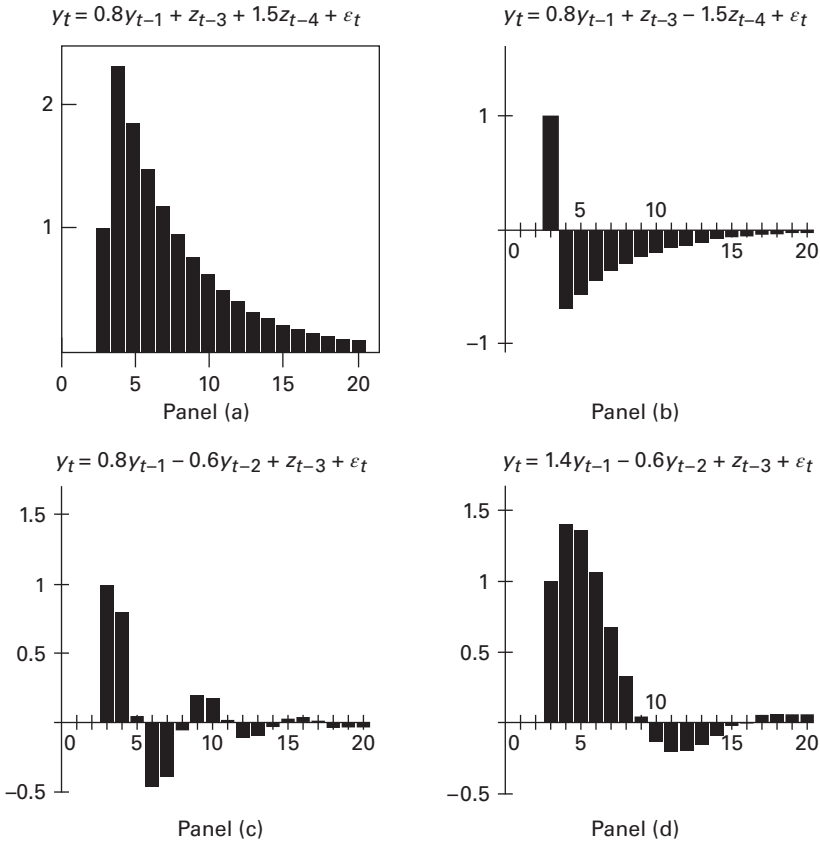 yt = 0.8yt–1 + zt–3 + 1.5zt–4 + εt
2
1
0 5 10 15 20
Panel (a)
yt = 0.8yt–1 + zt–3 – 1.5zt–4 + εt
1
5 10
0 15 20
–1
Panel (b)
yt = 0.8yt–1 – 0.6yt–2 + zt–3 + εt
1.5
1
0.5
0 5 10 15 20
–0.5
Panel (c)
yt = 1.4yt–1 – 0.6yt–2 + zt–3 + εt
1.5
1
0.5
10
0 5 15 20
–0.5
Panel (d)